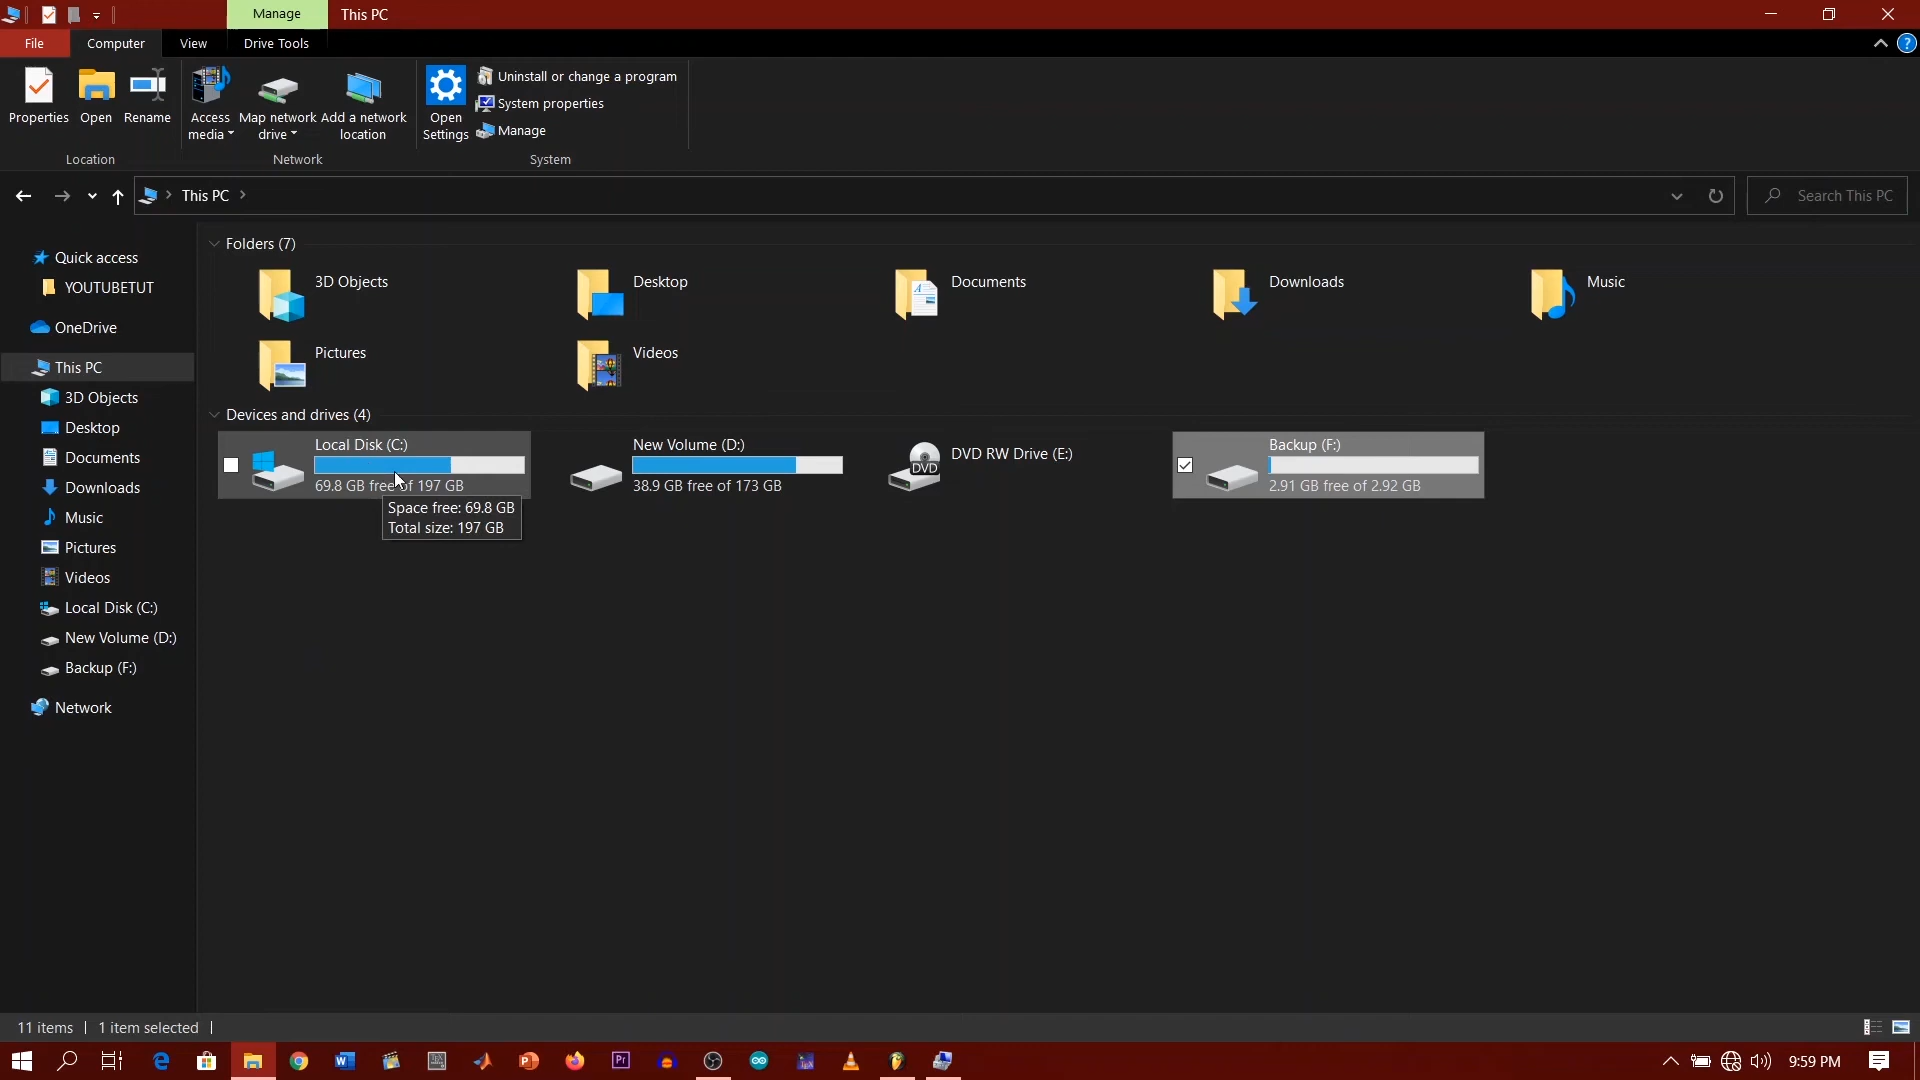 Manage This PC
File Computer View Drive Tools
Uninstall or change a program
System properties
Manage
Properties Open Rename Access media Map network drive Add a network location Open Settings
Location Network System
This PC Search This PC
Quick access
YOUTUBETUT
OneDrive
This PC
3D Objects
Desktop
Documents
Downloads
Music
Pictures
Videos
Local Disk (C:)
New Volume (D:)
Backup (F:)
Network
Folders (7)
3D Objects Desktop Documents Downloads Music
Pictures Videos
Devices and drives (4)
Local Disk (C:)
69.8 GB free of 197 GB
Space free: 69.8 GB
Total size: 197 GB
New Volume (D:)
38.9 GB free of 173 GB
DVD
DVD RW Drive (E:)
Backup (F:)
2.91 GB free of 2.92 GB
11 items 1 item selected
9:59 PM